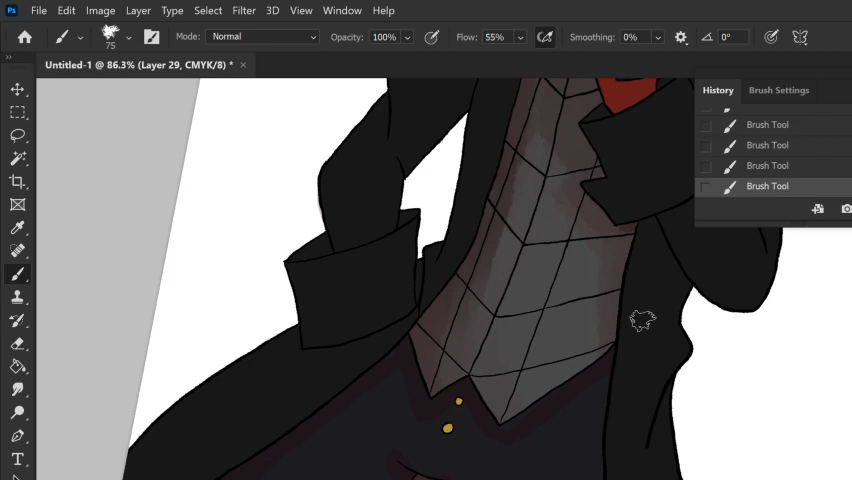 Ps File Edit Image Layer Type Select Filter 3D View Window Help
75 Mode: Normal Opacity: 100% Flow: 55% Smoothing: 0% 0°
Untitled-1 @ 86.3% (Layer 29, CMYK/8) * ×
History Brush Settings
Brush Tool
Brush Tool
Brush Tool
Brush Tool